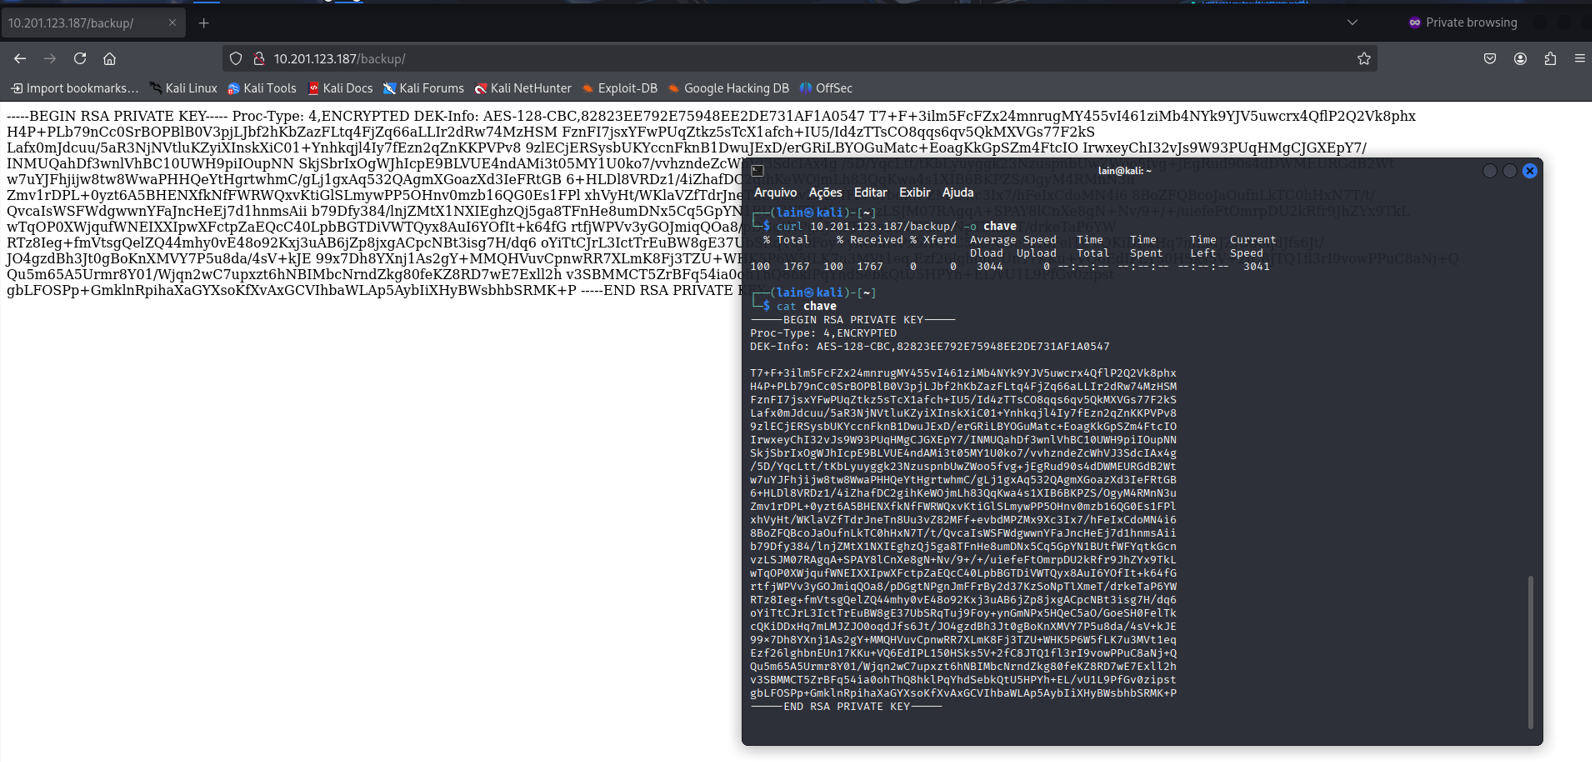 10.201.123.187/backup/
Private browsing
10.201.123.187/backup/
Import bookmarks...
Kali Linux
Kali Tools
Kali Docs
Kali Forums
Kali NetHunter
Exploit-DB
Google Hacking DB
OffSec
-----BEGIN RSA PRIVATE KEY----- Proc-Type: 4,ENCRYPTED DEK-Info: AES-128-CBC,82823EE792E75948EE2DE731AF1A0547 T7+F+3ilm5FcFZx24mnrugMY455vI461ziMb4NYk9YJV5uwcrx4QflP2Q2Vk8phx
H4P+PLb79nCc0SrBOPBlB0V3pjLJbf2hKbZazFLtq4FjZq66aLLIr2dRw74MzHSM FznFI7jsxYFwPUqZtkz5sTcX1afch+IU5/Id4zTTsCO8qqs6qv5QkMXVGs77F2kS
Lafx0mJdcuu/5aR3NjNVtluKZyiXInskXiC01+Ynhkqjl4Iy7fEzn2qZnKKPVPv8 9zlECjERSysbUKYccnFknB1DwuJExD/erGRiLBYOGuMatc+EoagKkGpSZm4FtcIO IrwxeyChI32vJs9W93PUqHMgCJGXEpY7/
INMUQahDf3wnlVhBC10UWH9piIOupNN SkjSbrIxOgWJhIcpE9BLVUE4ndAMi3t05MY1U0ko7/vvhzndeZcW
w7uYJFhjijw8tw8WwaPHHQeYtHgrtwhmC/gLj1gxAq532QAgmXGoazXd3IeFRtGB 6+HLDl8VRDz1/4iZhafDC
Zmv1rDPL+0yzt6A5BHENXfkNfFWRWQxvKtiGlSLmywPP5OHnv0mzb16QG0Es1FPl xhVyHt/WKlaVZfTdrJne
QvcaIsWSFWdgwwnYFaJncHeEj7d1hnmsAii b79Dfy384/lnjZMtX1NXIEghzQj5ga8TFnHe8umDNx5Cq5GpYN
wTqOP0XWjqufWNEIXXIpwXFctpZaEQcC40LpbBGTDiVWTQyx8AuI6YOfIt+k64fG rtfjWPVv3yGOJmiqQOa8/
RTz8Ieg+fmVtsgQelZQ44mhy0vE48o92Kxj3uAB6jZp8jxgACpcNBt3isg7H/dq6 oYiTtCJrL3IctTrEuBW8gE37
JO4gzdBh3Jt0gBoKnXMVY7P5u8da/4sV+kJE 99x7Dh8YXnj1As2gY+MMQHVuvCpnwRR7XLmK8Fj3TZU+
Qu5m65A5Urmr8Y01/Wjqn2wC7upxzt6hNBIMbcNrndZkg80feKZ8RD7wE7Exll2h v3SBMMCT5ZrBFq54ia0o
gbLFOSPp+GmklnRpihaXaGYXsoKfXvAxGCVIhbaWLAp5AybIiXHyBWsbhbSRMK+P -----END RSA PRIVATE
lain@kali: ~
Arquivo Ações Editar Exibir Ajuda
(lain㉿kali)-[~]
$ curl 10.201.123.187/backup/ -o chave
% Total % Received % Xferd Average Speed Time Time Time Current
Dload Upload Total Spent Left Speed
100 1767 100 1767 0 0 3044 0 --:--:-- --:--:-- --:--:-- 3041
(lain㉿kali)-[~]
$ cat chave
-----BEGIN RSA PRIVATE KEY-----
Proc-Type: 4,ENCRYPTED
DEK-Info: AES-128-CBC,82823EE792E75948EE2DE731AF1A0547
T7+F+3ilm5FcFZx24mnrugMY455vI461ziMb4NYk9YJV5uwcrx4QflP2Q2Vk8phx
H4P+PLb79nCc0SrBOPBlB0V3pjLJbf2hKbZazFLtq4FjZq66aLLIr2dRw74MzHSM
FznFI7jsxYFwPUqZtkz5sTcX1afch+IU5/Id4zTTsCO8qqs6qv5QkMXVGs77F2kS
Lafx0mJdcuu/5aR3NjNVtluKZyiXInskXiC01+Ynhkqjl4Iy7fEzn2qZnKKPVPv8
9zlECjERSysbUKYccnFknB1DwuJExD/erGRiLBYOGuMatc+EoagKkGpSZm4FtcIO
IrwxeyChI32vJs9W93PUqHMgCJGXEpY7/INMUQahDf3wnlVhBC10UWH9piIOupNN
SkjSbrIxOgWJhIcpE9BLVUE4ndAMi3t05MY1U0ko7/vvhzndeZcWhVJ3SdcIAx4g
/5D/YqcLtt/tKbLyuyggk23NzuspnbUwZWoo5fvg+jEgRud90s4dDWMEURGdB2Wt
w7uYJFhjijw8tw8WwaPHHQeYtHgrtwhmC/gLj1gxAq532QAgmXGoazXd3IeFRtGB
6+HLDl8VRDz1/4iZhafDC2gihKeWOjmLh83QqKwa4s1XIB6BKPZS/OgyM4RMnN3u
Zmv1rDPL+0yzt6A5BHENXfkNfFWRWQxvKtiGlSLmywPP5OHnv0mzb16QG0Es1FPl
xhVyHt/WKlaVZfTdrJneTn8Uu3vZ82MFf+evbdMPZMx9Xc3Ix7/hFeIxCdoMN4i6
8BoZFQBcoJaOufnLkTC0hHxN7T/t/QvcaIsWSFWdgwwnYFaJncHeEj7d1hnmsAii
b79Dfy384/lnjZMtX1NXIEghzQj5ga8TFnHe8umDNx5Cq5GpYN1BUtfWFYqtkGcn
vzLSJM07RAgqA+SPAY8lCnXe8gN+Nv/9+/+/uiefeFtOmrpDU2kRfr9JhZYx9TkL
wTqOP0XWjqufWNEIXXIpwXFctpZaEQcC40LpbBGTDiVWTQyx8AuI6YOfIt+k64fG
rtfjWPVv3yGOJmiqQOa8/pDGgtNPgnJmFFrBy2d37KzSoNpTlXmeT/drkeTaP6YW
RTz8Ieg+fmVtsgQelZQ44mhy0vE48o92Kxj3uAB6jZp8jxgACpcNBt3isg7H/dq6
oYiTtCJrL3IctTrEuBW8gE37UbSRqTuj9Foy+ynGmNPx5HQeC5aO/GoeSH0FelTk
cQKiDDxHq7mLMJZJO0oqdJfs6Jt/JO4gzdBh3Jt0gBoKnXMVY7P5u8da/4sV+kJE
99x7Dh8YXnj1As2gY+MMQHVuvCpnwRR7XLmK8Fj3TZU+WHK5P6W5fLK7u3MVt1eq
Ezf26lghbnEUn17KKu+VQ6EdIPL150HSks5V+2fC8JTQ1fl3rI9vowPPuC8aNj+Q
Qu5m65A5Urmr8Y01/Wjqn2wC7upxzt6hNBIMbcNrndZkg80feKZ8RD7wE7Exll2h
v3SBMMCT5ZrBFq54ia0ohThQ8hklPqYhdSebkQtU5HPYh+EL/vU1L9PfGv0zipst
gbLFOSPp+GmklnRpihaXaGYXsoKfXvAxGCVIhbaWLAp5AybIiXHyBWsbhbSRMK+P
-----END RSA PRIVATE KEY-----